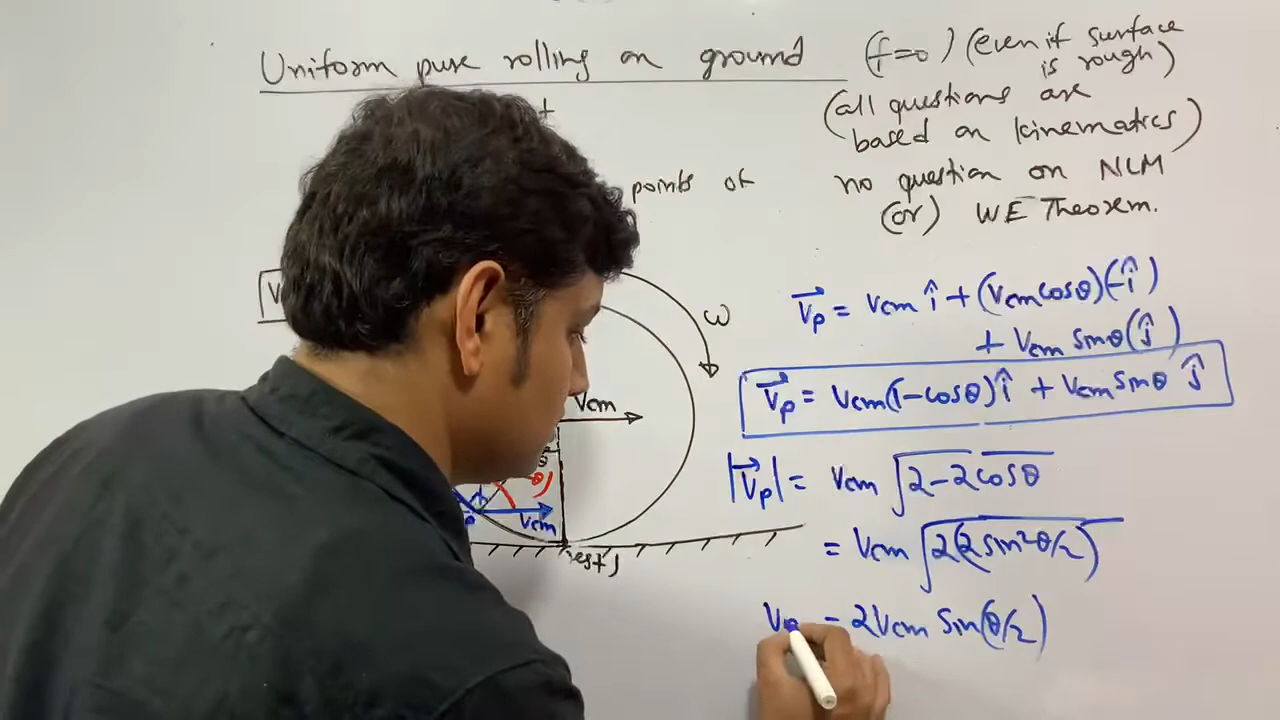 Uniform pure rolling on ground
(f=0) (even if surface
is rough)
(all questions are
based on kinematics)
no question on NLM
(or) WE Theorem.
points of
ω
Vcm
θ)
Vcm
rest)
V⃗p = Vcm î + (Vcm cosθ)(-î)
+ Vcm sinθ (ĵ)
V⃗p = Vcm(1-cosθ)î + Vcm sinθ ĵ
|V⃗p| = Vcm √2-2cosθ
= Vcm √2(2sin²θ/2)
= 2Vcm Sin(θ/2)